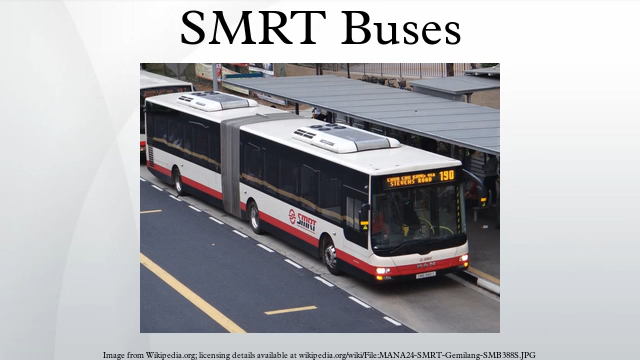 SMRT Buses
STEVENS ROAD
190
SMRT
MAN
Image from Wikipedia.org; licensing details available at wikipedia.org/wiki/File:MANA24-SMRT-Gemilang-SMB388S.JPG